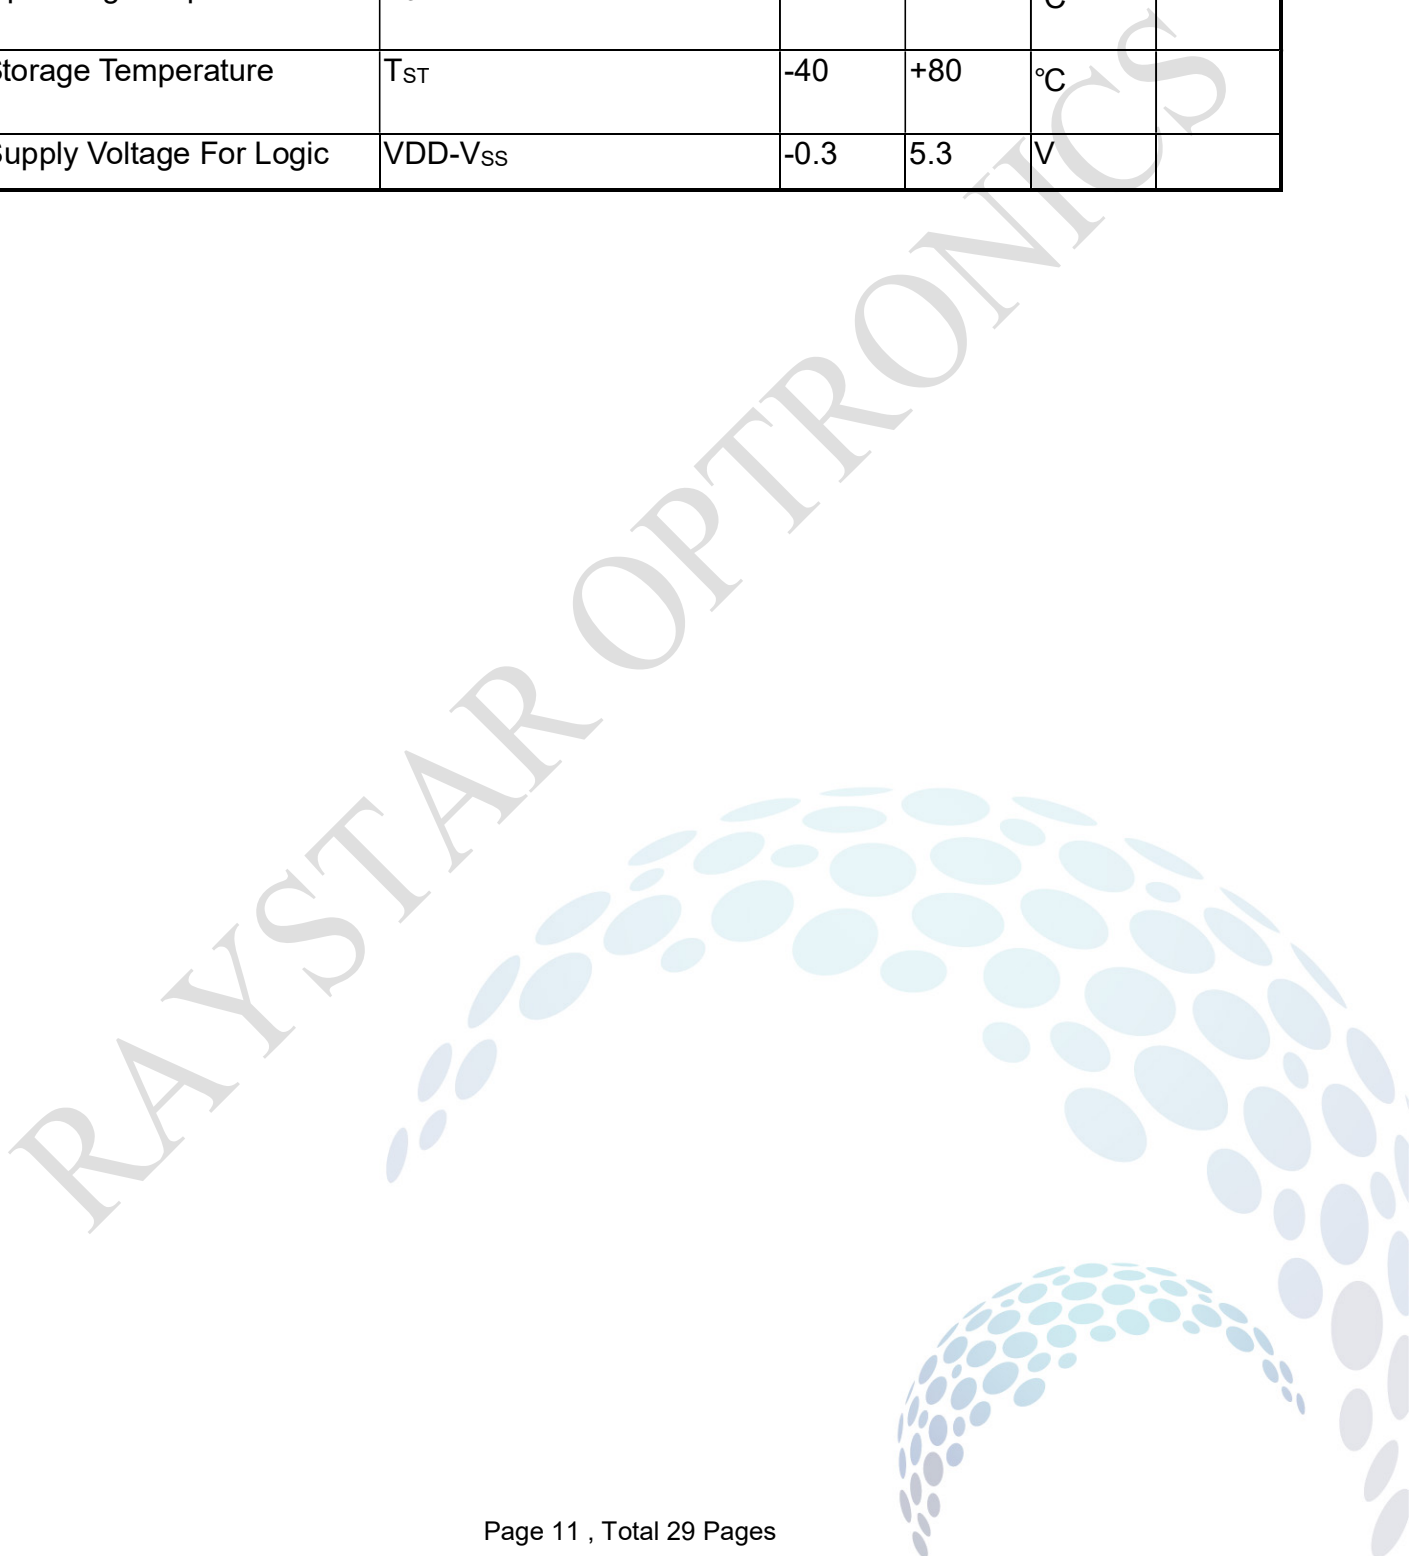 ℃
Storage Temperature TST -40 +80 ℃
Supply Voltage For Logic VDD-VSS -0.3 5.3 V
RAYSTAR OPTRONICS
Page 11 , Total 29 Pages